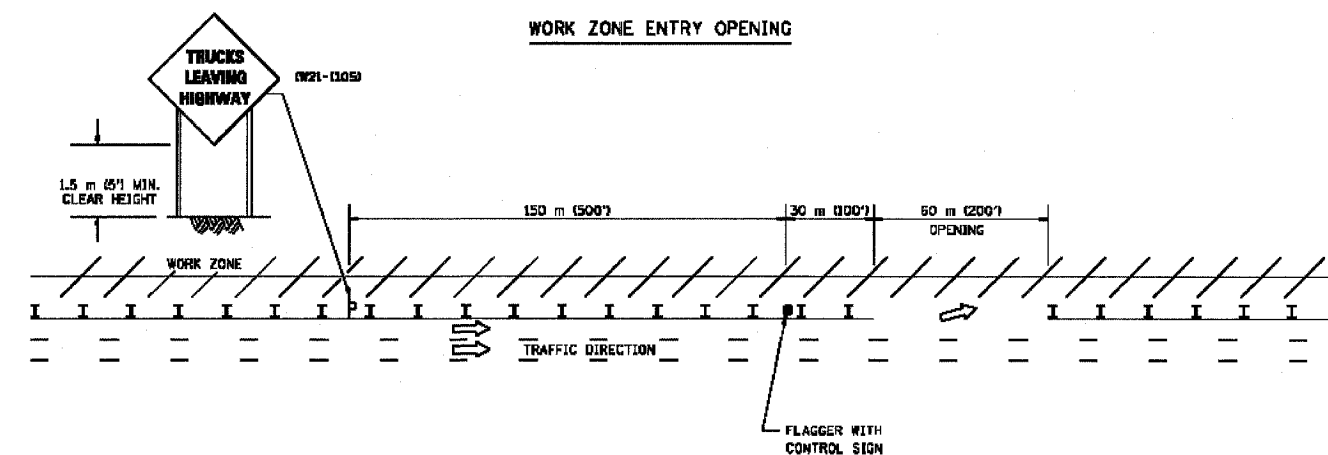 WORK ZONE ENTRY OPENING
TRUCKS
LEAVING
HIGHWAY
(W21-I105)
1.5 m (5') MIN.
CLEAR HEIGHT
150 m (500')
30 m (100')
60 m (200')
OPENING
WORK ZONE
TRAFFIC DIRECTION
FLAGGER WITH
CONTROL SIGN